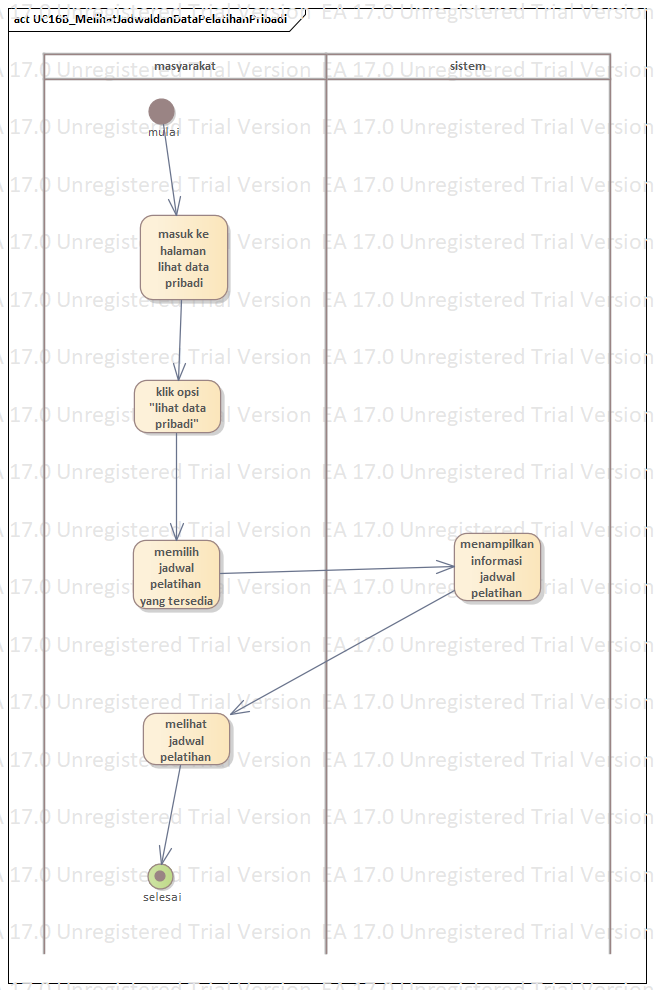 act UC16B_MelihatJadwaldanDataPelatihanPribadi
masyarakat
sistem
mulai
masuk ke
halaman
lihat data
pribadi
klik opsi
"lihat data
pribadi"
memilih
jadwal
pelatihan
yang tersedia
menampilkan
informasi
jadwal
pelatihan
melihat
jadwal
pelatihan
selesai
EA 17.0 Unregistered Trial Version